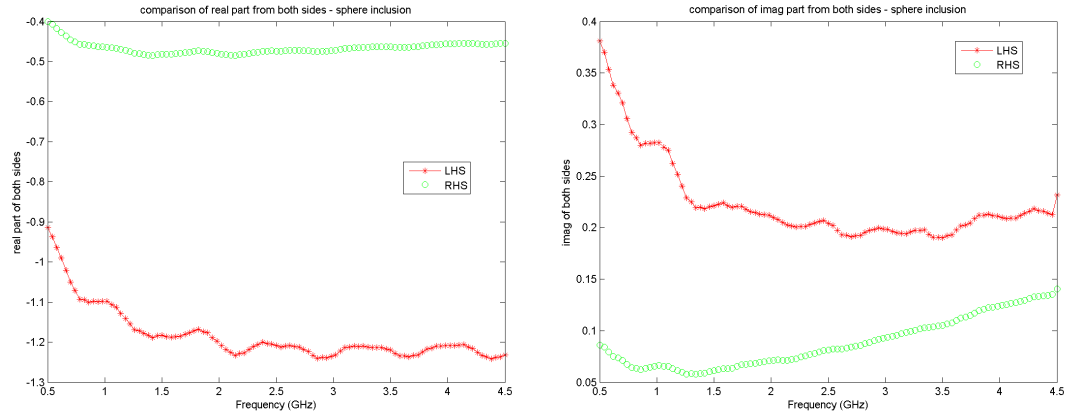 comparison of real part from both sides - sphere inclusion
-0.4
-0.5
-0.6
-0.7
-0.8
-0.9
-1
-1.1
-1.2
-1.3
real part of both sides
LHS
RHS
0.5 1 1.5 2 2.5 3 3.5 4 4.5
Frequency (GHz)
comparison of imag part from both sides - sphere inclusion
0.4
0.35
0.3
0.25
0.2
0.15
0.1
0.05
imag of both sides
LHS
RHS
0.5 1 1.5 2 2.5 3 3.5 4 4.5
Frequency (GHz)